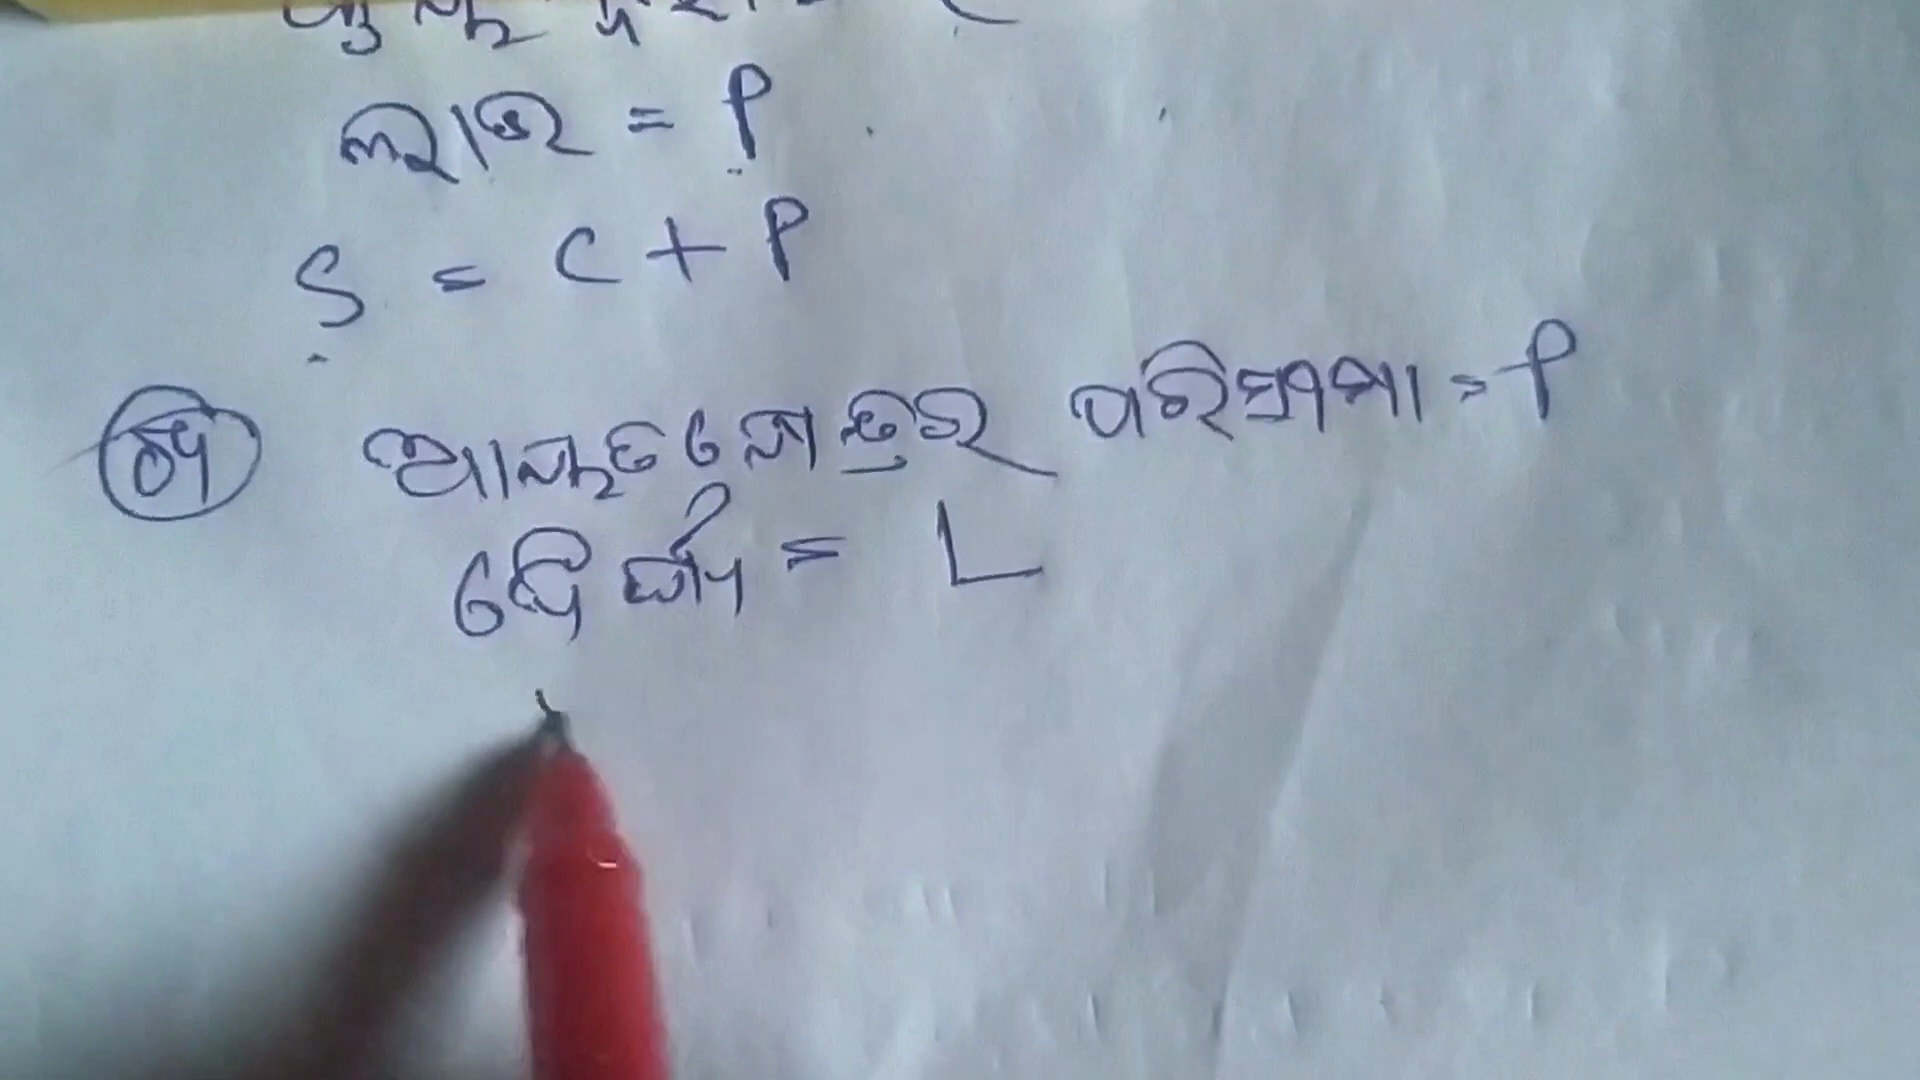 ଲାଭ = P
S = C + P
ଆୟତକ୍ଷେତ୍ରର ପରିସୀମା = P
ଦୈର୍ଘ୍ୟ = L